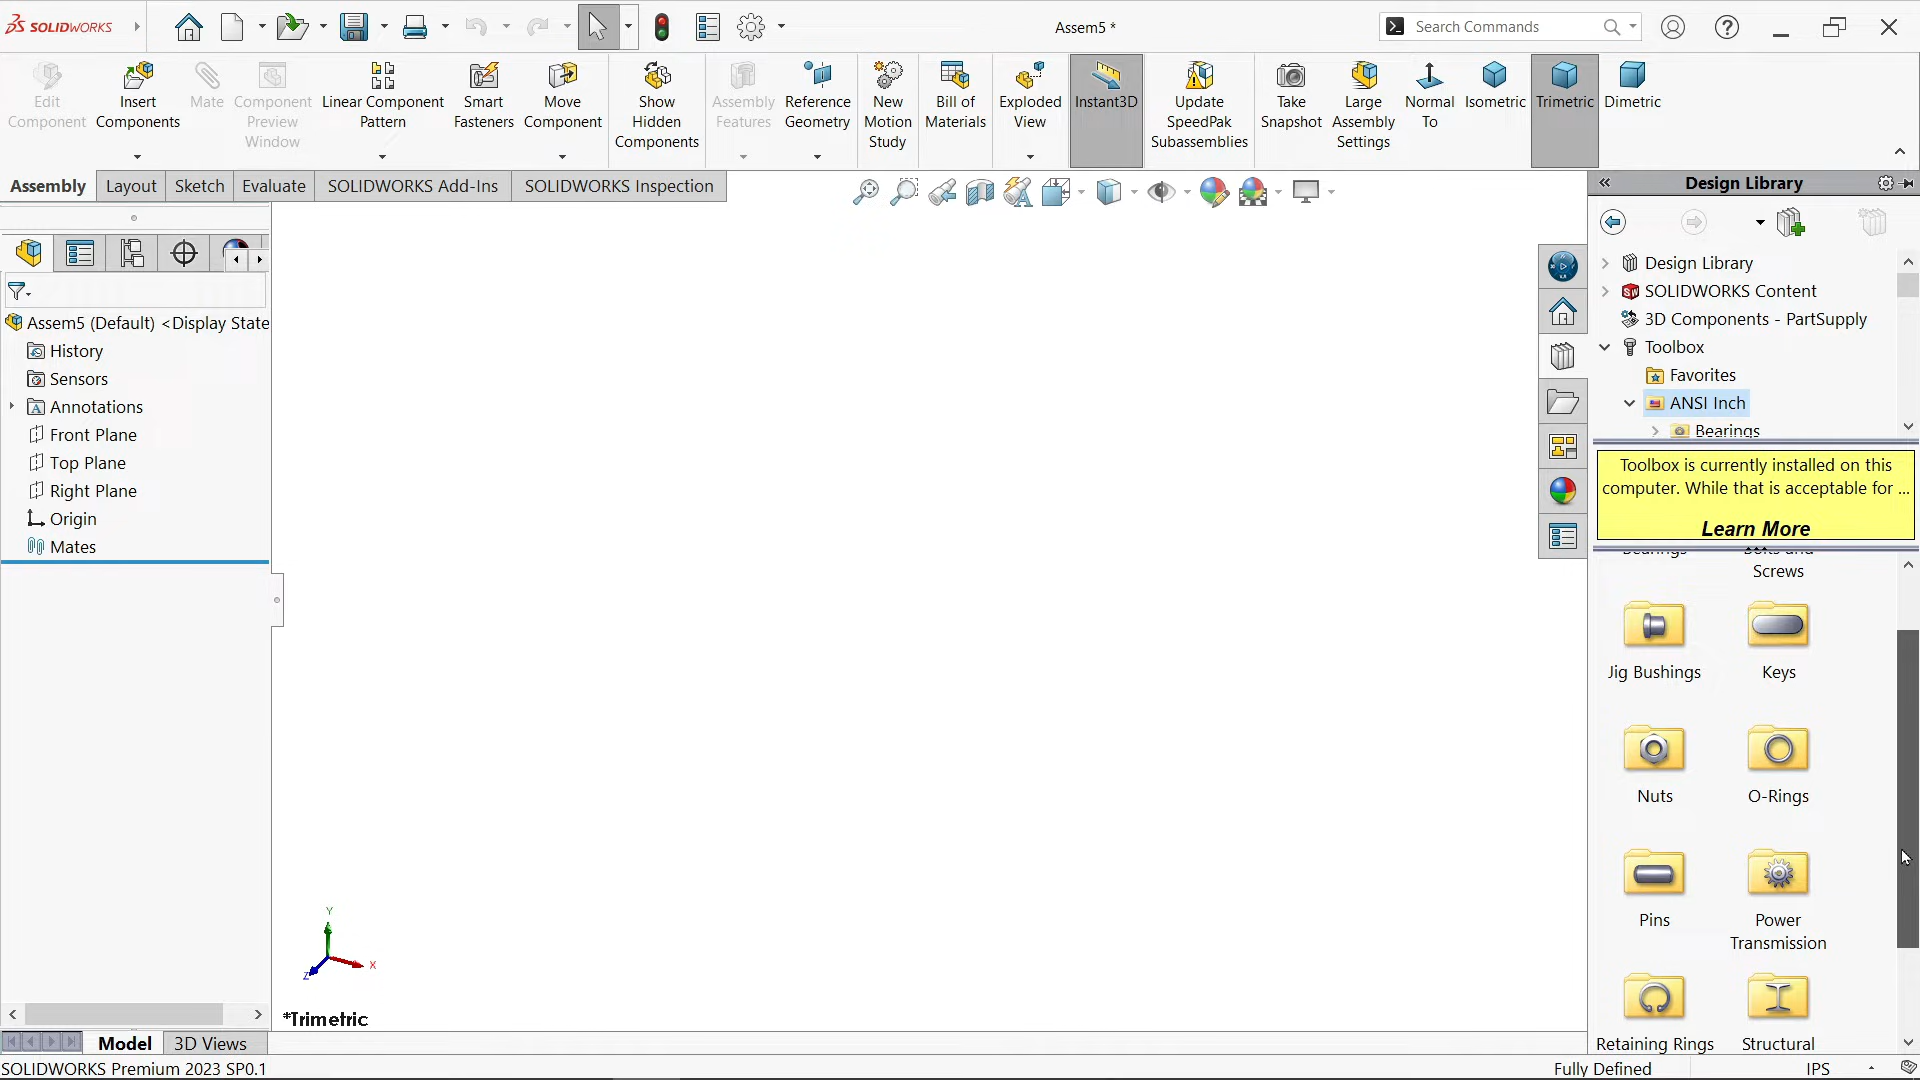 SOLIDWORKS
Assem5 *
Search Commands
Edit
Component
Insert
Components
Mate
Component
Preview
Window
Linear Component
Pattern
Smart
Fasteners
Move
Component
Show
Hidden
Components
Assembly
Features
Reference
Geometry
New
Motion
Study
Bill of
Materials
Exploded
View
Instant3D
Update
SpeedPak
Subassemblies
Take
Snapshot
Large
Assembly
Settings
Normal
To
Isometric
Trimetric
Dimetric
Assembly
Layout
Sketch
Evaluate
SOLIDWORKS Add-Ins
SOLIDWORKS Inspection
Assem5 (Default) <Display State
History
Sensors
Annotations
Front Plane
Top Plane
Right Plane
Origin
Mates
Y
X
Z
*Trimetric
Design Library
Design Library
SOLIDWORKS Content
3D Components - PartSupply
Toolbox
Favorites
ANSI Inch
Bearings
Toolbox is currently installed on this
computer. While that is acceptable for ...
Learn More
Screws
Jig Bushings
Keys
Nuts
O-Rings
Pins
Power
Transmission
Retaining Rings
Structural
Model
3D Views
SOLIDWORKS Premium 2023 SP0.1
Fully Defined
IPS